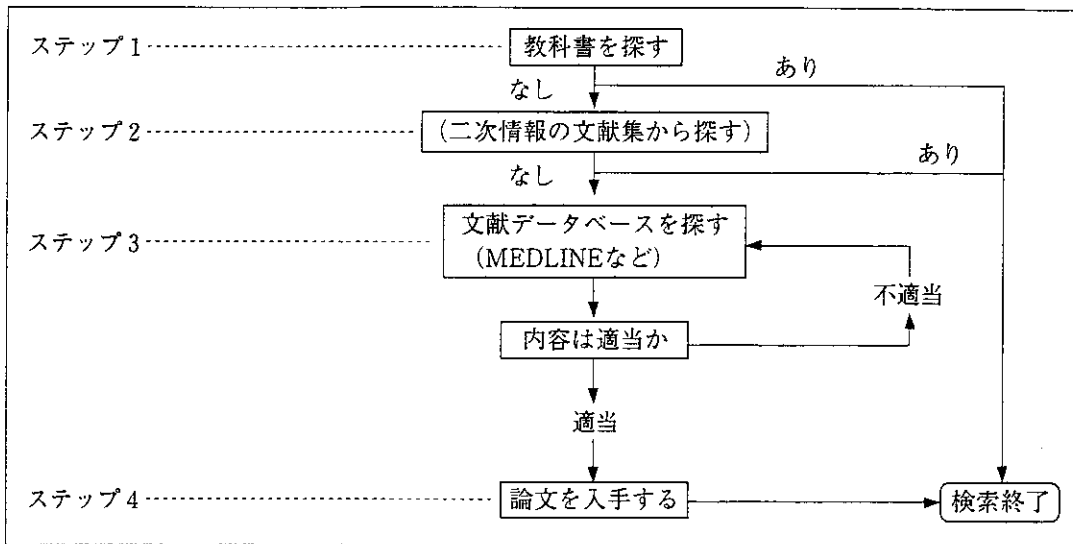 ステップ1 教科書を探す
あり
なし
ステップ2 (二次情報の文献集から探す)
あり
なし
ステップ3 文献データベースを探す
(MEDLINEなど)
不適当
内容は適当か
適当
ステップ4 論文を入手する 検索終了